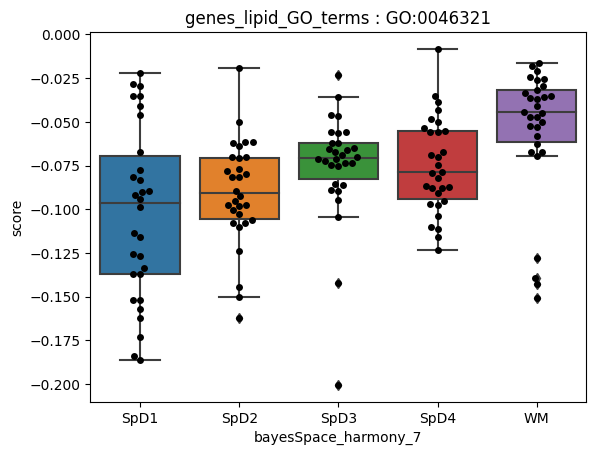 genes_lipid_GO_terms : GO:0046321
0.000
−0.025
−0.050
−0.075
−0.100
−0.125
−0.150
−0.175
−0.200
score
SpD1 SpD2 SpD3 SpD4 WM
bayesSpace_harmony_7